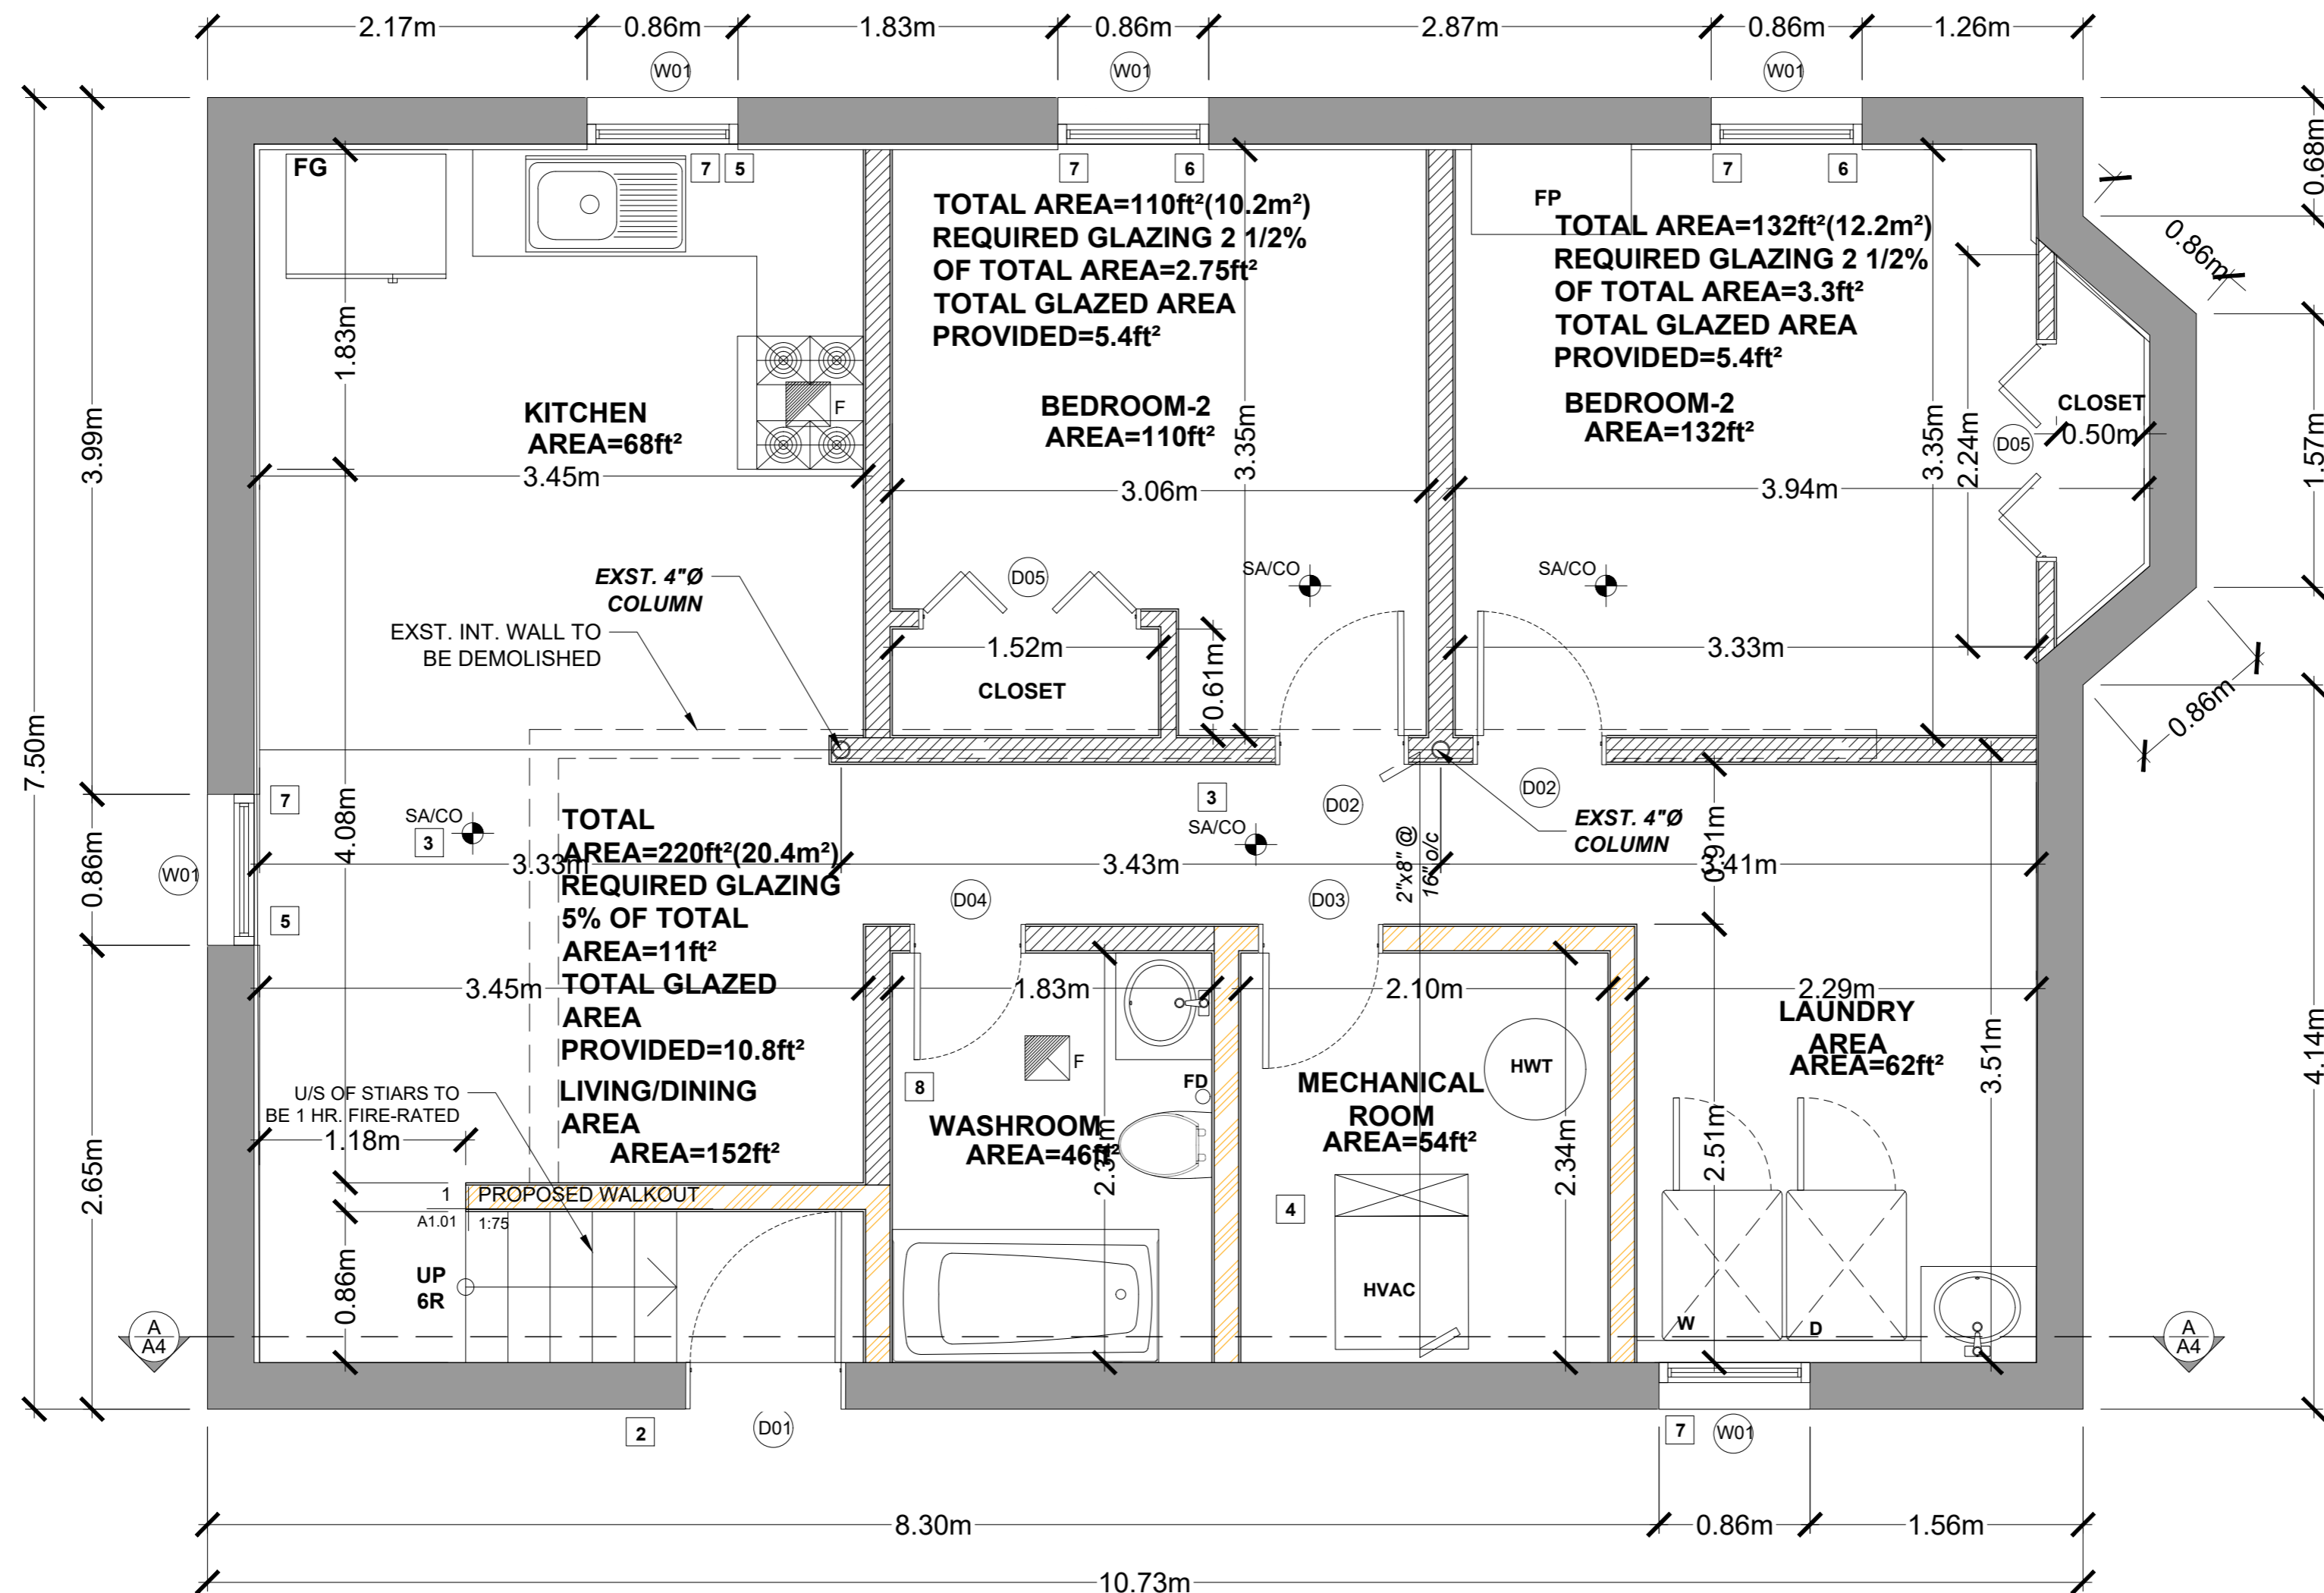 2.17m
0.86m
1.83m
0.86m
2.87m
0.86m
1.26m
W01
W01
W01
7.50m
3.99m
0.86m
2.65m
W01
0.68m
0.86m
1.57m
0.86m
4.14m
FG
7
5
1.83m
KITCHEN
AREA=68ft²
F
3.45m
7
6
TOTAL AREA=110ft²(10.2m²)
REQUIRED GLAZING 2 1/2%
OF TOTAL AREA=2.75ft²
TOTAL GLAZED AREA
PROVIDED=5.4ft²
BEDROOM-2
AREA=110ft²
3.35m
3.06m
FP
7
6
TOTAL AREA=132ft²(12.2m²)
REQUIRED GLAZING 2 1/2%
OF TOTAL AREA=3.3ft²
TOTAL GLAZED AREA
PROVIDED=5.4ft²
BEDROOM-2
AREA=132ft²
3.35m
2.24m
3.94m
CLOSET
0.50m
D05
EXST. 4"Ø
COLUMN
EXST. INT. WALL TO
BE DEMOLISHED
D05
1.52m
CLOSET
0.61m
SA/CO
SA/CO
3.33m
7
5
SA/CO
3
4.08m
3.33m
TOTAL
AREA=220ft²(20.4m²)
REQUIRED GLAZING
5% OF TOTAL
AREA=11ft²
TOTAL GLAZED
AREA
PROVIDED=10.8ft²
LIVING/DINING
AREA
AREA=152ft²
3.45m
3
SA/CO
3.43m
D02
D02
2"x8" @
16" o/c
EXST. 4"Ø
COLUMN
0.91m
3.41m
D04
D03
1.83m
2.10m
2.29m
LAUNDRY
AREA
AREA=62ft²
3.51m
2.51m
U/S OF STIARS TO
BE 1 HR. FIRE-RATED
1.18m
1
PROPOSED WALKOUT
A1.01
1:75
0.86m
UP
6R
8
F
FD
WASHROOM
AREA=46ft²
2.34m
MECHANICAL
ROOM
AREA=54ft²
HWT
2.34m
4
HVAC
W
D
A
A4
A
A4
2
D01
7
W01
8.30m
0.86m
1.56m
10.73m